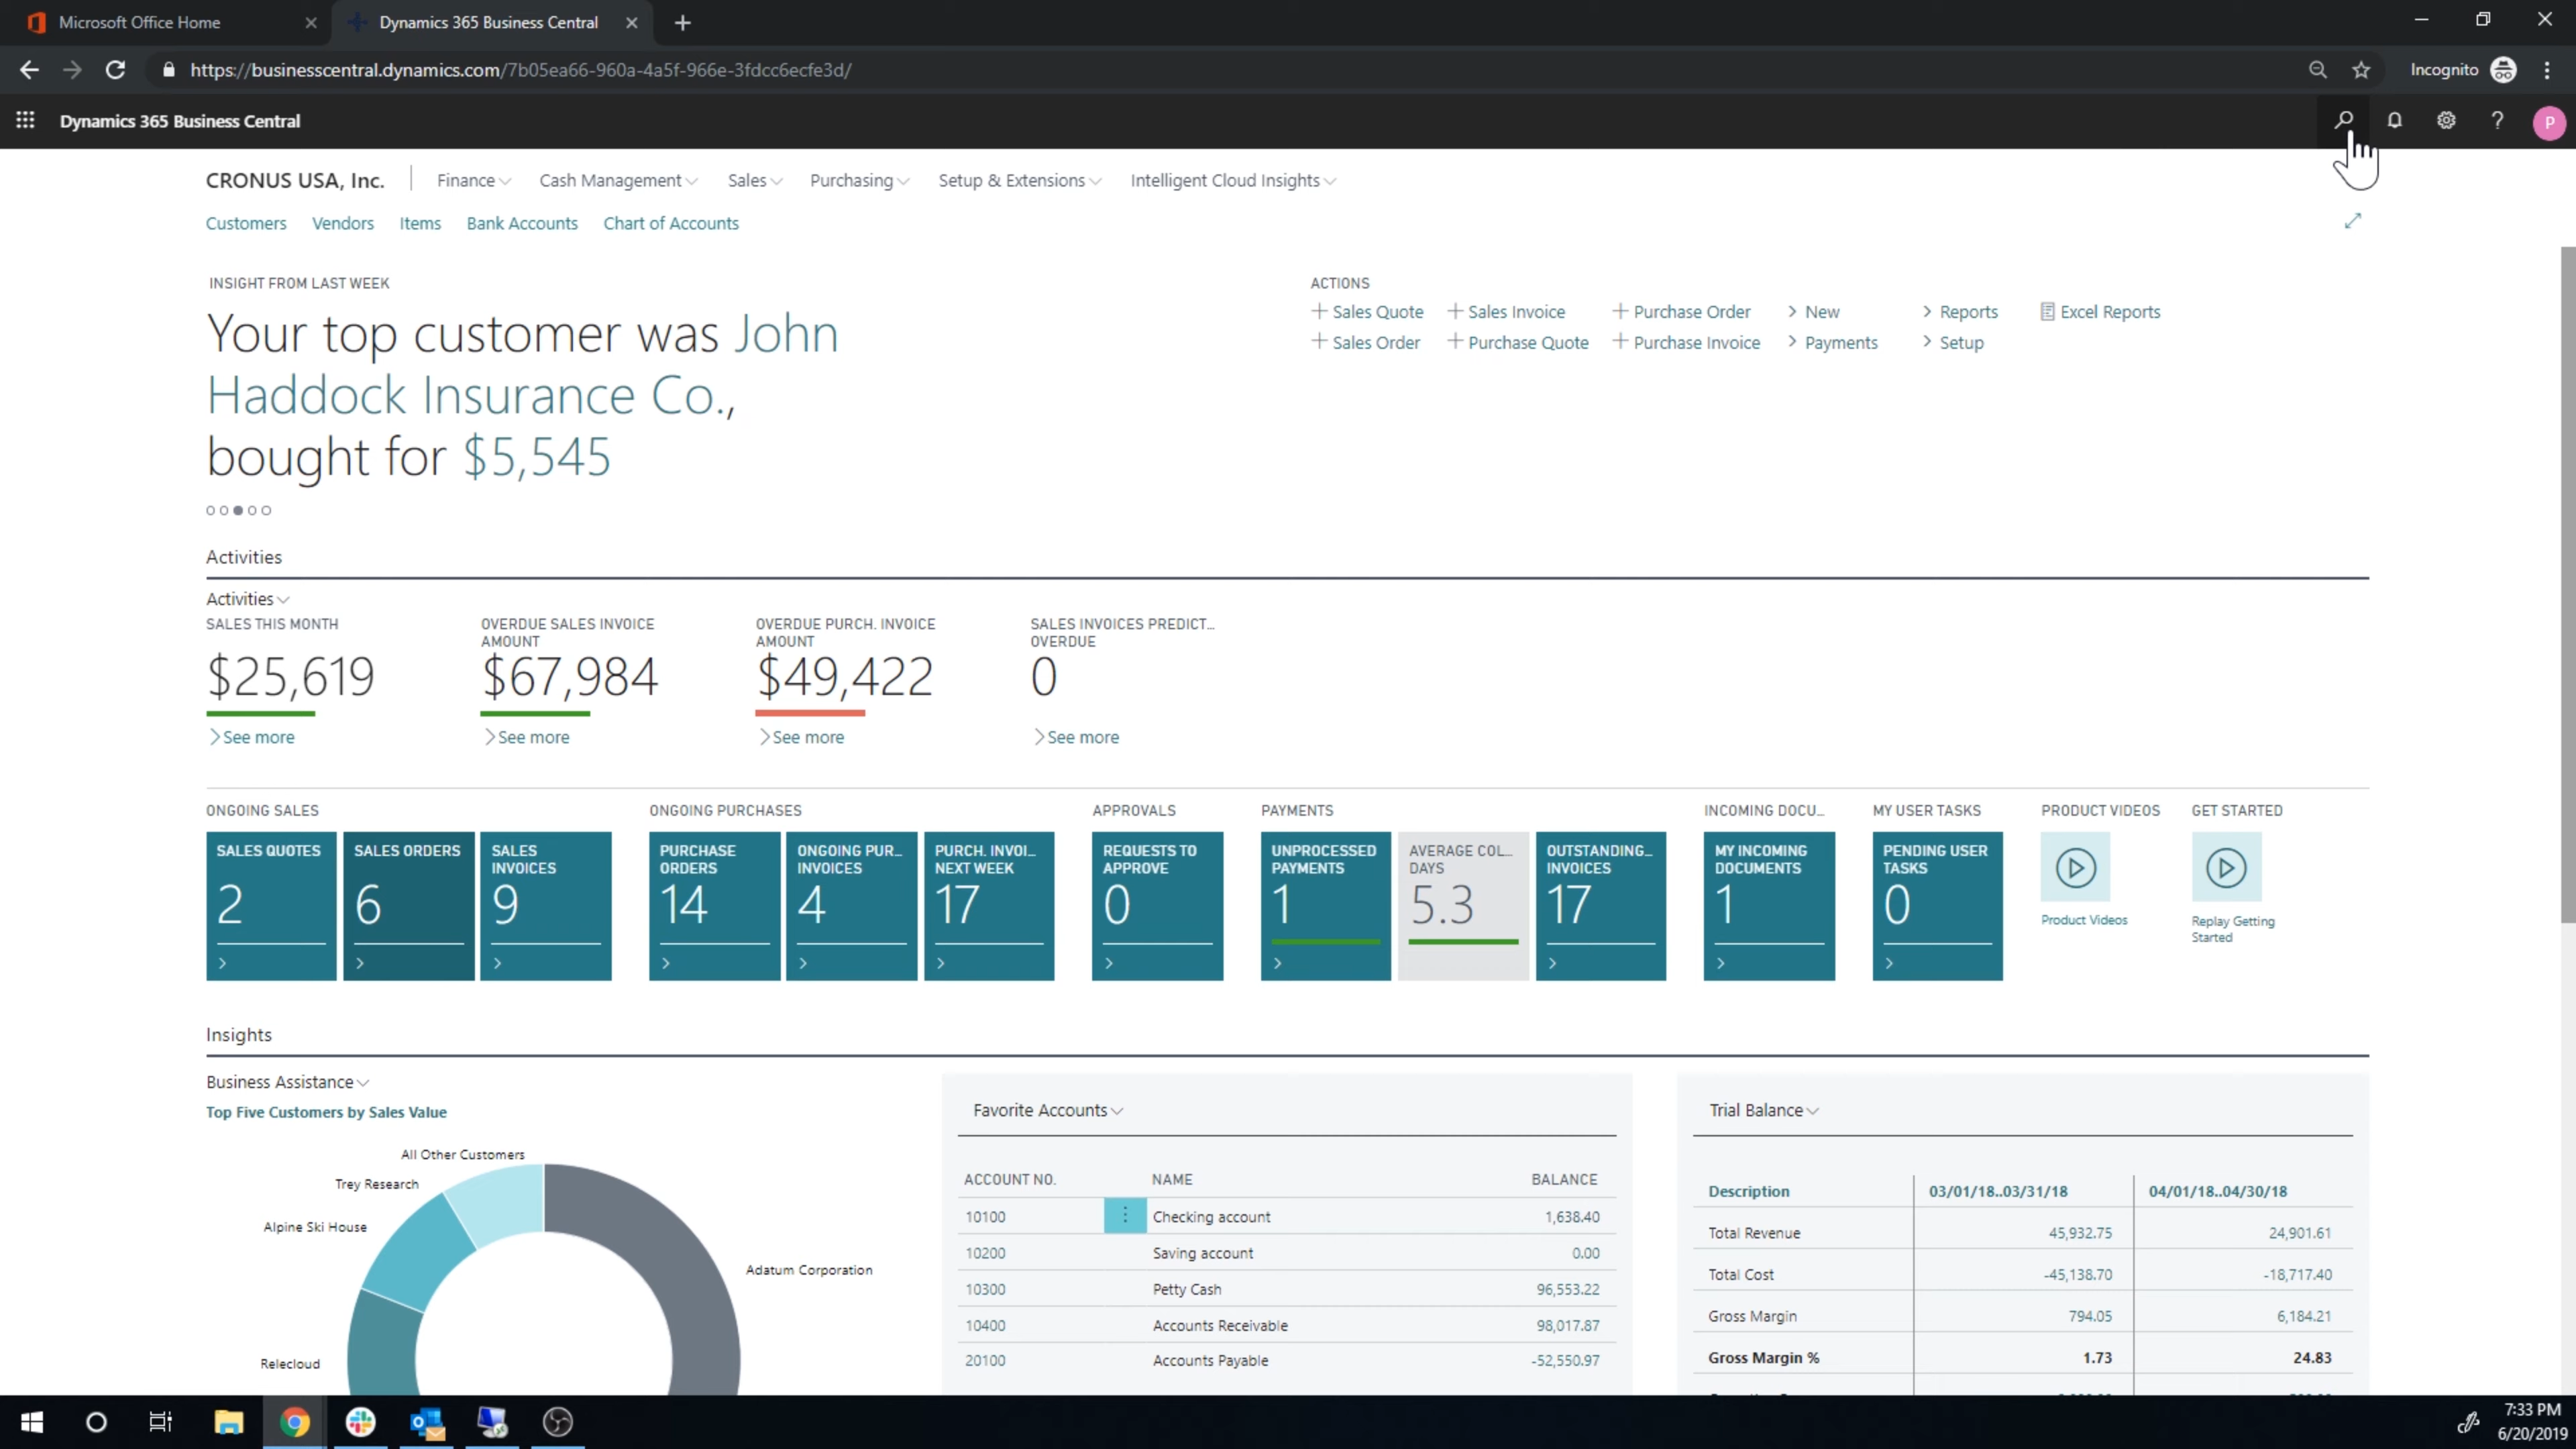 Microsoft Office Home
Dynamics 365 Business Central
https://businesscentral.dynamics.com/7b05ea66-960a-4a5f-966e-3fdcc6ecfe3d/
Incognito
Dynamics 365 Business Central
P
CRONUS USA, Inc.
Finance
Cash Management
Sales
Purchasing
Setup & Extensions
Intelligent Cloud Insights
Customers
Vendors
Items
Bank Accounts
Chart of Accounts
INSIGHT FROM LAST WEEK
Your top customer was John
Haddock Insurance Co.,
bought for $5,545
ACTIONS
+ Sales Quote
+ Sales Invoice
+ Purchase Order
> New
> Reports
Excel Reports
+ Sales Order
+ Purchase Quote
+ Purchase Invoice
> Payments
> Setup
Activities
Activities
SALES THIS MONTH
$25,619
>See more
OVERDUE SALES INVOICE
AMOUNT
$67,984
>See more
OVERDUE PURCH. INVOICE
AMOUNT
$49,422
>See more
SALES INVOICES PREDICT...
OVERDUE
0
>See more
ONGOING SALES
SALES QUOTES
2
SALES ORDERS
6
SALES
INVOICES
9
ONGOING PURCHASES
PURCHASE
ORDERS
14
ONGOING PUR...
INVOICES
4
PURCH. INVOI...
NEXT WEEK
17
APPROVALS
REQUESTS TO
APPROVE
0
PAYMENTS
UNPROCESSED
PAYMENTS
1
AVERAGE COL...
DAYS
5.3
OUTSTANDING...
INVOICES
17
INCOMING DOCU...
MY INCOMING
DOCUMENTS
1
MY USER TASKS
PENDING USER
TASKS
0
PRODUCT VIDEOS
Product Videos
GET STARTED
Replay Getting
Started
Insights
Business Assistance
Top Five Customers by Sales Value
All Other Customers
Trey Research
Alpine Ski House
Adatum Corporation
Relecloud
Favorite Accounts
ACCOUNT NO. NAME BALANCE
10100 Checking account 1,638.40
10200 Saving account 0.00
10300 Petty Cash 96,553.22
10400 Accounts Receivable 98,017.87
20100 Accounts Payable -52,550.97
Trial Balance
Description 03/01/18..03/31/18 04/01/18..04/30/18
Total Revenue 45,932.75 24,901.61
Total Cost -45,138.70 -18,717.40
Gross Margin 794.05 6,184.21
Gross Margin % 1.73 24.83
7:33 PM
6/20/2019